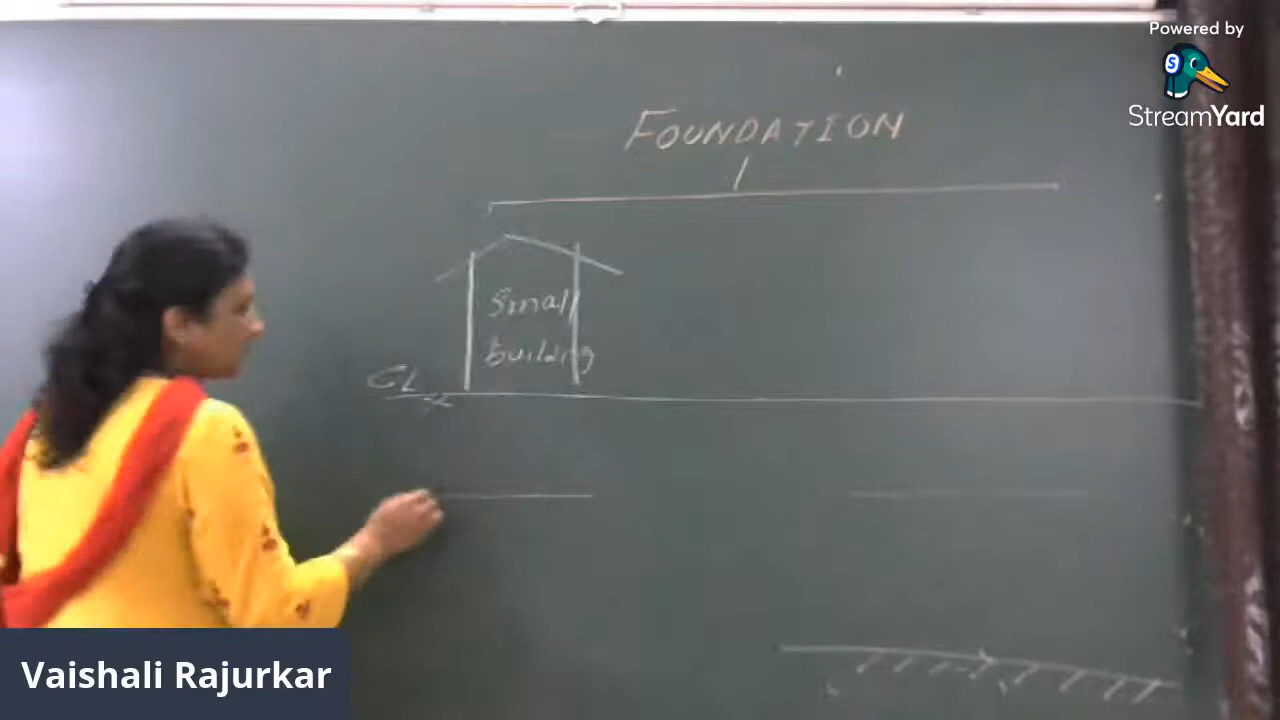 Powered by
S
StreamYard
FOUNDATION
Small
building
GL
Vaishali Rajurkar